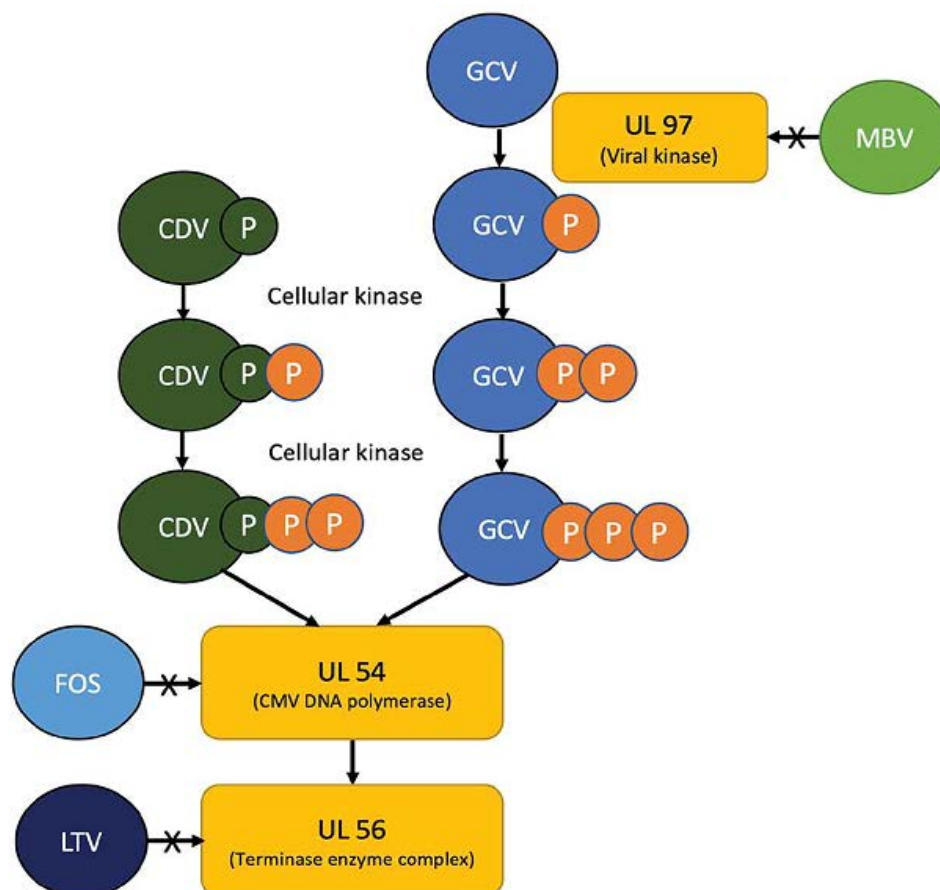 GCV
UL 97
(Viral kinase)
MBV
CDV P
GCV P
Cellular kinase
CDV P P
GCV P P
Cellular kinase
CDV P P P
GCV P P P
FOS
UL 54
(CMV DNA polymerase)
LTV
UL 56
(Terminase enzyme complex)